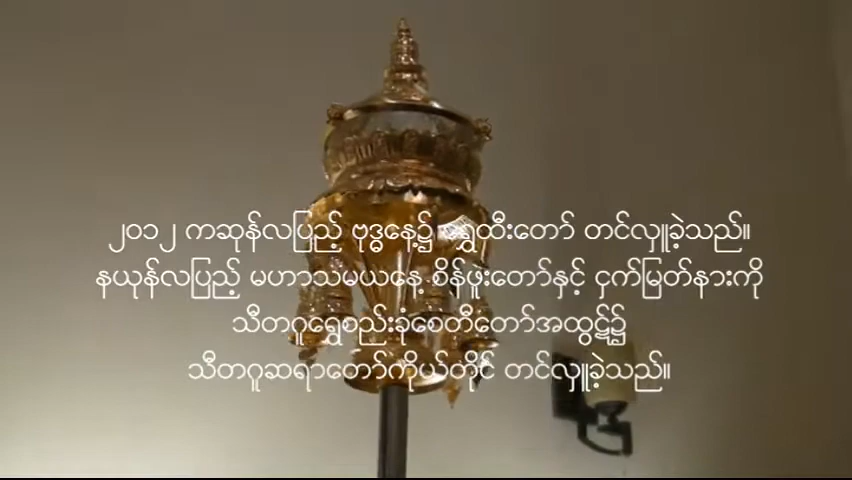 ၂၀၁၂ ကဆုန်လပြည့် ဗုဒ္ဓနေ့၌ ရွှေထီးတော် တင်လှူခဲ့သည်။
နယုန်လပြည့် မဟာသမယနေ့ စိန်ဖူးတော်နှင့် ငှက်မြတ်နားကို
သီတဂူရွှေစည်းခုံစေတီတော်အထွဋ်၌
သီတဂူဆရာတော်ကိုယ်တိုင် တင်လှူခဲ့သည်။